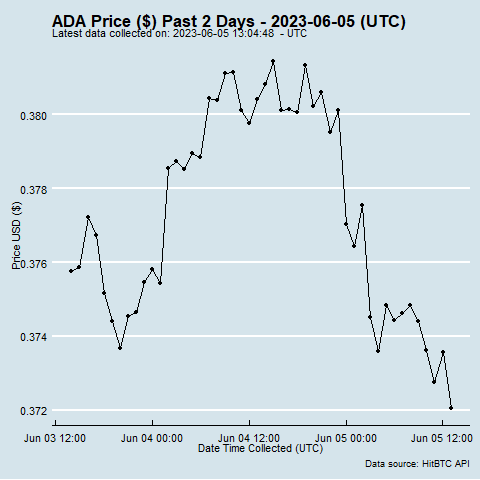 ADA Price ($) Past 2 Days - 2023-06-05 (UTC)
Latest data collected on: 2023-06-05 13:04:48 - UTC
0.380
0.378
0.376
0.374
0.372
Price USD ($)
Jun 03 12:00 Jun 04 00:00 Jun 04 12:00 Jun 05 00:00 Jun 05 12:00
Date Time Collected (UTC)
Data source: HitBTC API